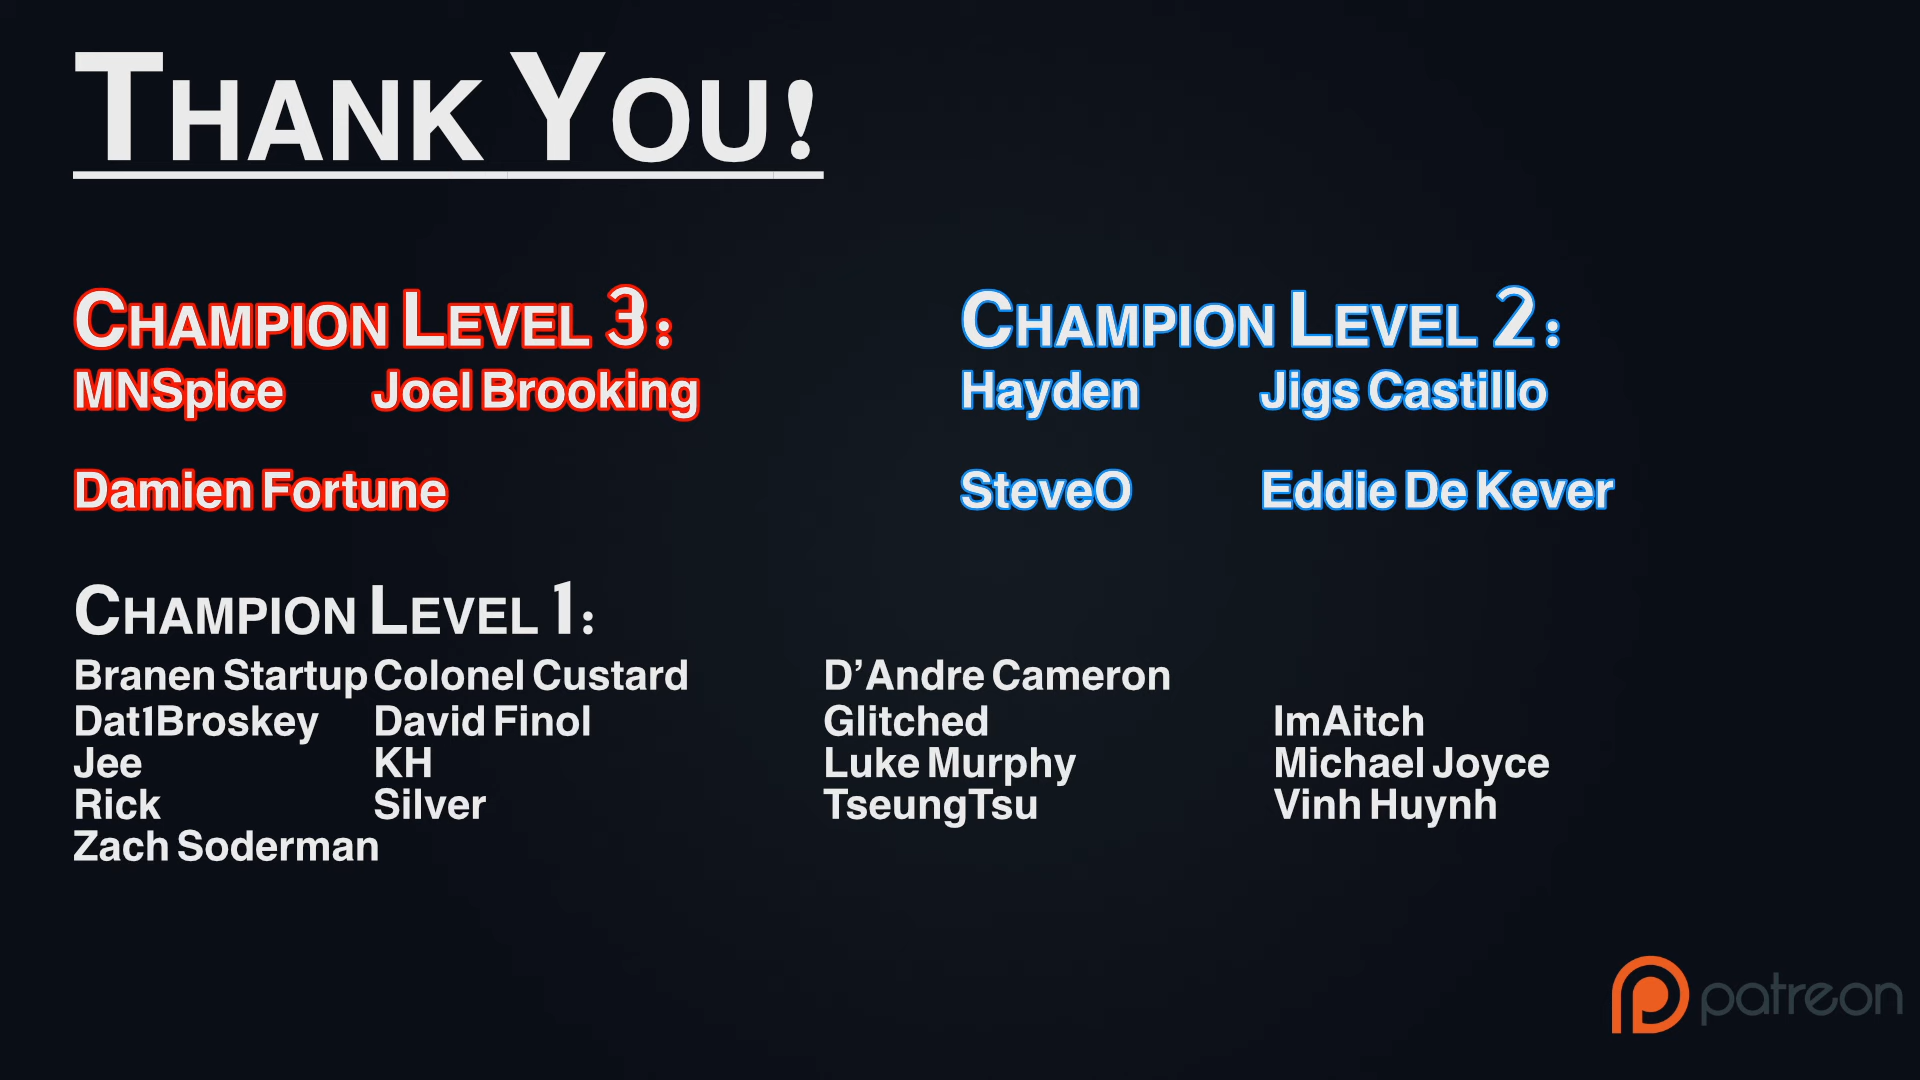 THANK YOU!
CHAMPION LEVEL 3:
MNSpice Joel Brooking
Damien Fortune
CHAMPION LEVEL 2:
Hayden Jigs Castillo
SteveO Eddie De Kever
CHAMPION LEVEL 1:
Branen Startup Colonel Custard D’Andre Cameron
Dat1Broskey David Finol Glitched ImAitch
Jee KH Luke Murphy Michael Joyce
Rick Silver TseungTsu Vinh Huynh
Zach Soderman
patreon